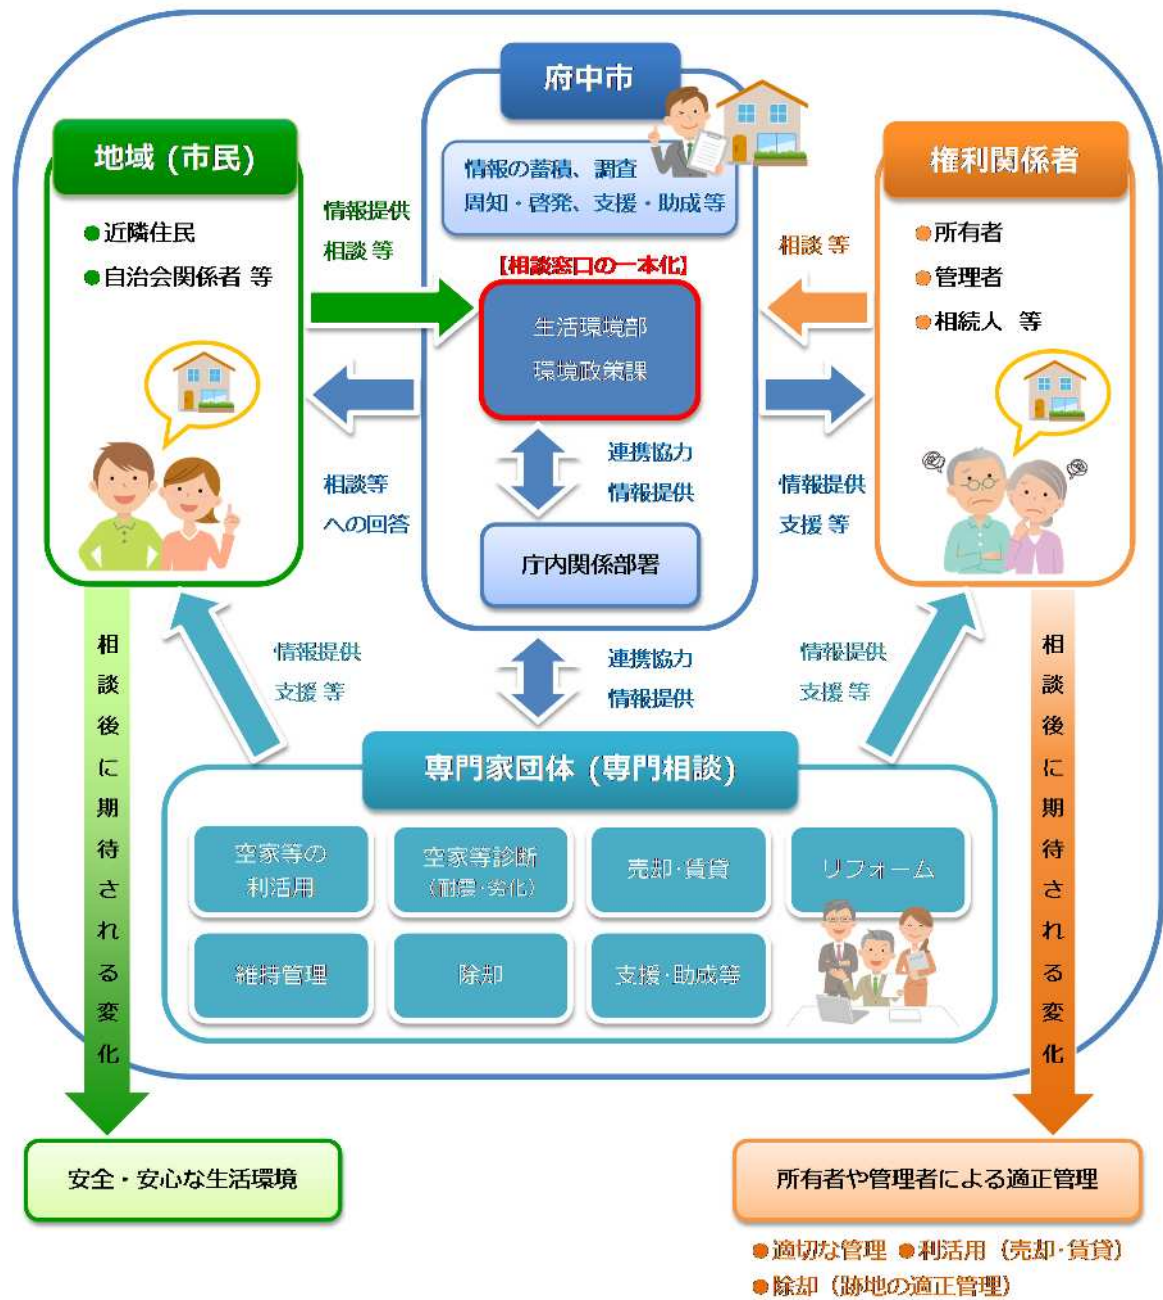 府中市
情報の蓄積、調査
周知・啓発、支援・助成等
地域 (市民)
●近隣住民
●自治会関係者 等
権利関係者
●所有者
●管理者
●相続人 等
情報提供
相談 等
【相談窓口の一本化】
生活環境部
環境政策課
相談 等
相談等
への回答
連携協力
情報提供
情報提供
支援 等
庁内関係部署
情報提供
支援 等
連携協力
情報提供
情報提供
支援 等
専門家団体 (専門相談)
空家等の
利活用
空家等診断
（耐震・劣化）
売却・賃貸
リフォーム
維持管理
除却
支援・助成等
相談後に期待される変化
相談後に期待される変化
安全・安心な生活環境
所有者や管理者による適正管理
●適切な管理 ●利活用（売却・賃貸）
●除却（跡地の適正管理）